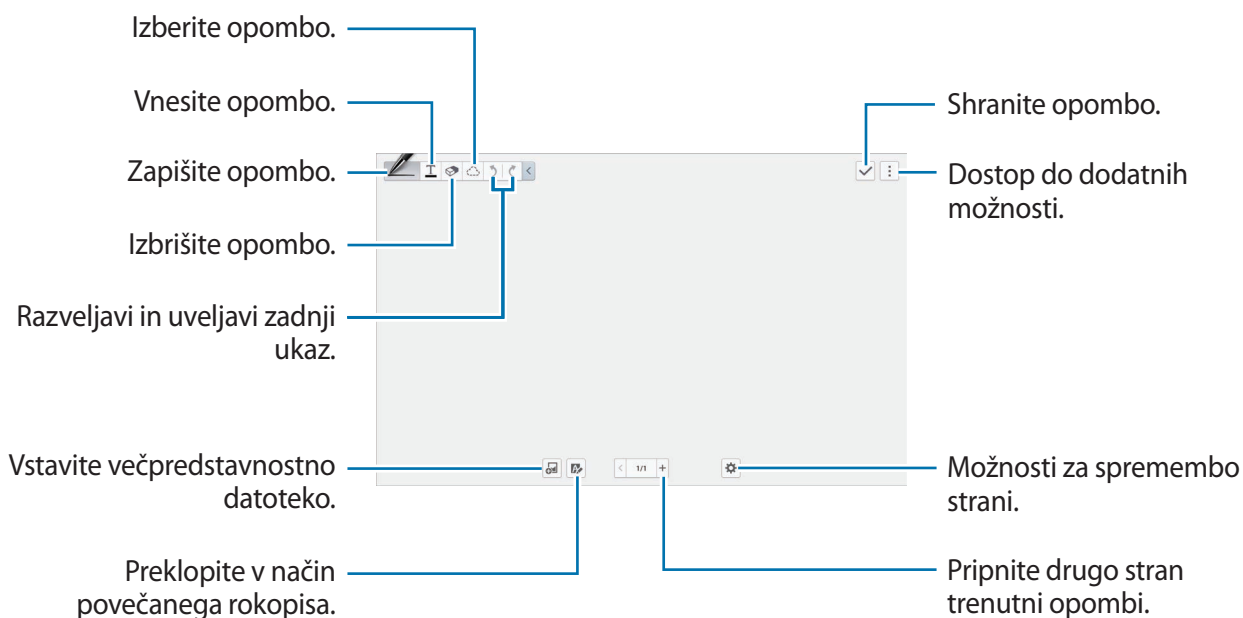 Izberite opombo.
Vnesite opombo.
Zapišite opombo.
Izbrišite opombo.
Razveljavi in uveljavi zadnji
ukaz.
Vstavite večpredstavnostno
datoteko.
Preklopite v način
povečanega rokopisa.
1/1
Shranite opombo.
Dostop do dodatnih
možnosti.
Možnosti za spremembo
strani.
Pripnite drugo stran
trenutni opombi.